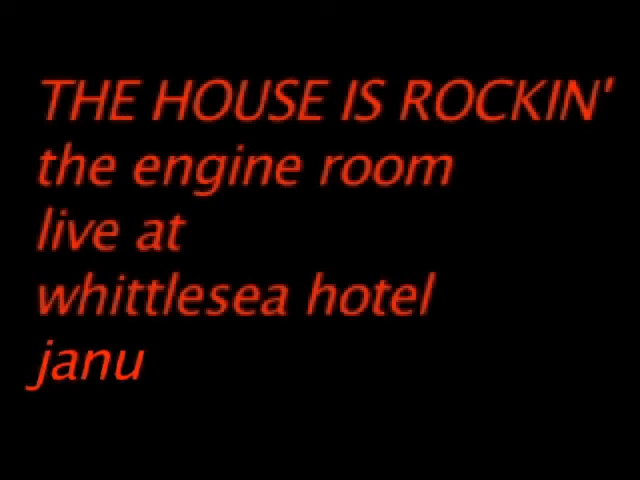 THE HOUSE IS ROCKIN'
the engine room
live at
whittlesea hotel
janu